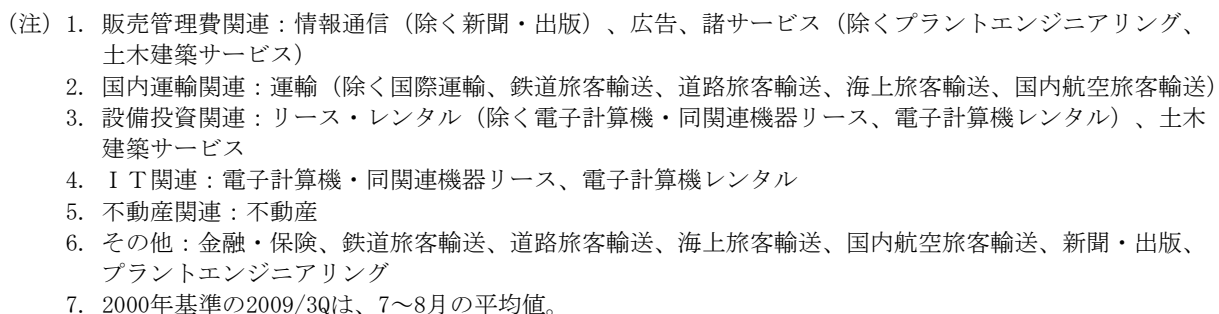 （注）1. 販売管理費関連：情報通信（除く新聞・出版）、広告、諸サービス（除くプラントエンジニアリング、
土木建築サービス）
2. 国内運輸関連：運輸（除く国際運輸、鉄道旅客輸送、道路旅客輸送、海上旅客輸送、国内航空旅客輸送）
3. 設備投資関連：リース・レンタル（除く電子計算機・同関連機器リース、電子計算機レンタル）、土木
建築サービス
4. ＩＴ関連：電子計算機・同関連機器リース、電子計算機レンタル
5. 不動産関連：不動産
6. その他：金融・保険、鉄道旅客輸送、道路旅客輸送、海上旅客輸送、国内航空旅客輸送、新聞・出版、
プラントエンジニアリング
7. 2000年基準の2009/3Qは、7～8月の平均値。